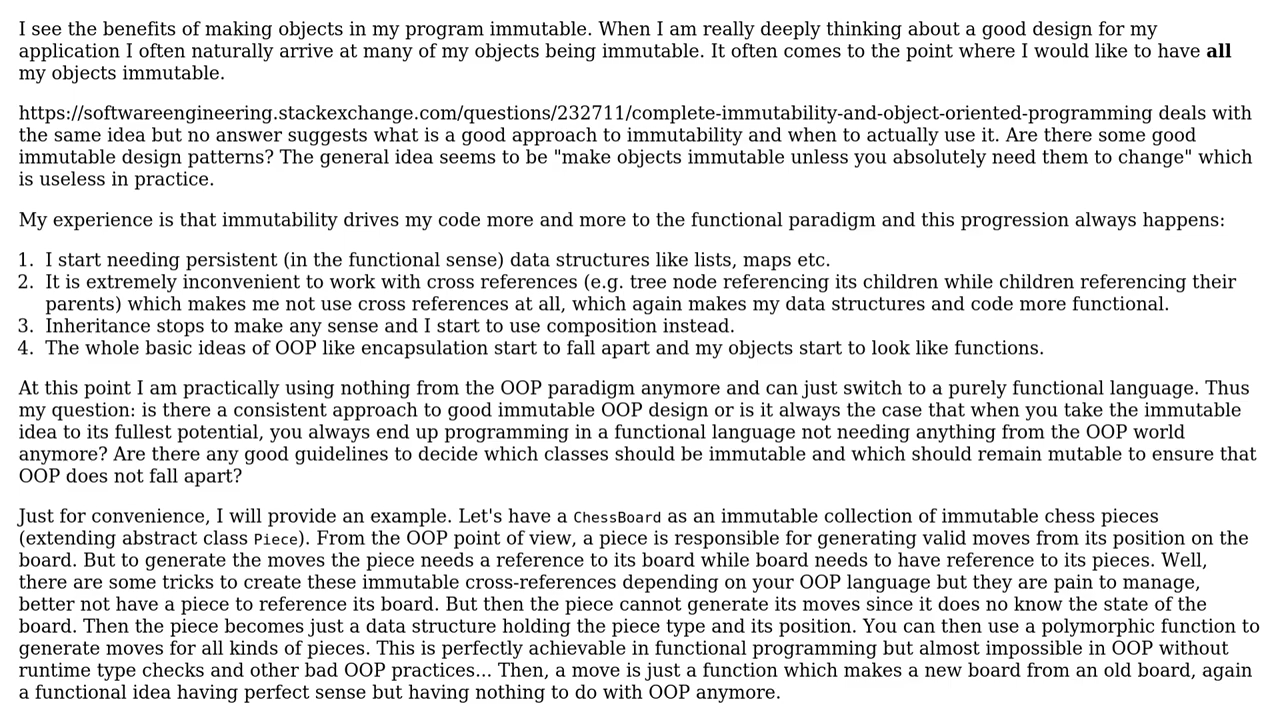 I see the benefits of making objects in my program immutable. When I am really deeply thinking about a good design for my
application I often naturally arrive at many of my objects being immutable. It often comes to the point where I would like to have all
my objects immutable.
https://softwareengineering.stackexchange.com/questions/232711/complete-immutability-and-object-oriented-programming deals with
the same idea but no answer suggests what is a good approach to immutability and when to actually use it. Are there some good
immutable design patterns? The general idea seems to be "make objects immutable unless you absolutely need them to change" which
is useless in practice.
My experience is that immutability drives my code more and more to the functional paradigm and this progression always happens:
1. I start needing persistent (in the functional sense) data structures like lists, maps etc.
2. It is extremely inconvenient to work with cross references (e.g. tree node referencing its children while children referencing their
parents) which makes me not use cross references at all, which again makes my data structures and code more functional.
3. Inheritance stops to make any sense and I start to use composition instead.
4. The whole basic ideas of OOP like encapsulation start to fall apart and my objects start to look like functions.
At this point I am practically using nothing from the OOP paradigm anymore and can just switch to a purely functional language. Thus
my question: is there a consistent approach to good immutable OOP design or is it always the case that when you take the immutable
idea to its fullest potential, you always end up programming in a functional language not needing anything from the OOP world
anymore? Are there any good guidelines to decide which classes should be immutable and which should remain mutable to ensure that
OOP does not fall apart?
Just for convenience, I will provide an example. Let's have a ChessBoard as an immutable collection of immutable chess pieces
(extending abstract class Piece). From the OOP point of view, a piece is responsible for generating valid moves from its position on the
board. But to generate the moves the piece needs a reference to its board while board needs to have reference to its pieces. Well,
there are some tricks to create these immutable cross-references depending on your OOP language but they are pain to manage,
better not have a piece to reference its board. But then the piece cannot generate its moves since it does no know the state of the
board. Then the piece becomes just a data structure holding the piece type and its position. You can then use a polymorphic function to
generate moves for all kinds of pieces. This is perfectly achievable in functional programming but almost impossible in OOP without
runtime type checks and other bad OOP practices... Then, a move is just a function which makes a new board from an old board, again
a functional idea having perfect sense but having nothing to do with OOP anymore.